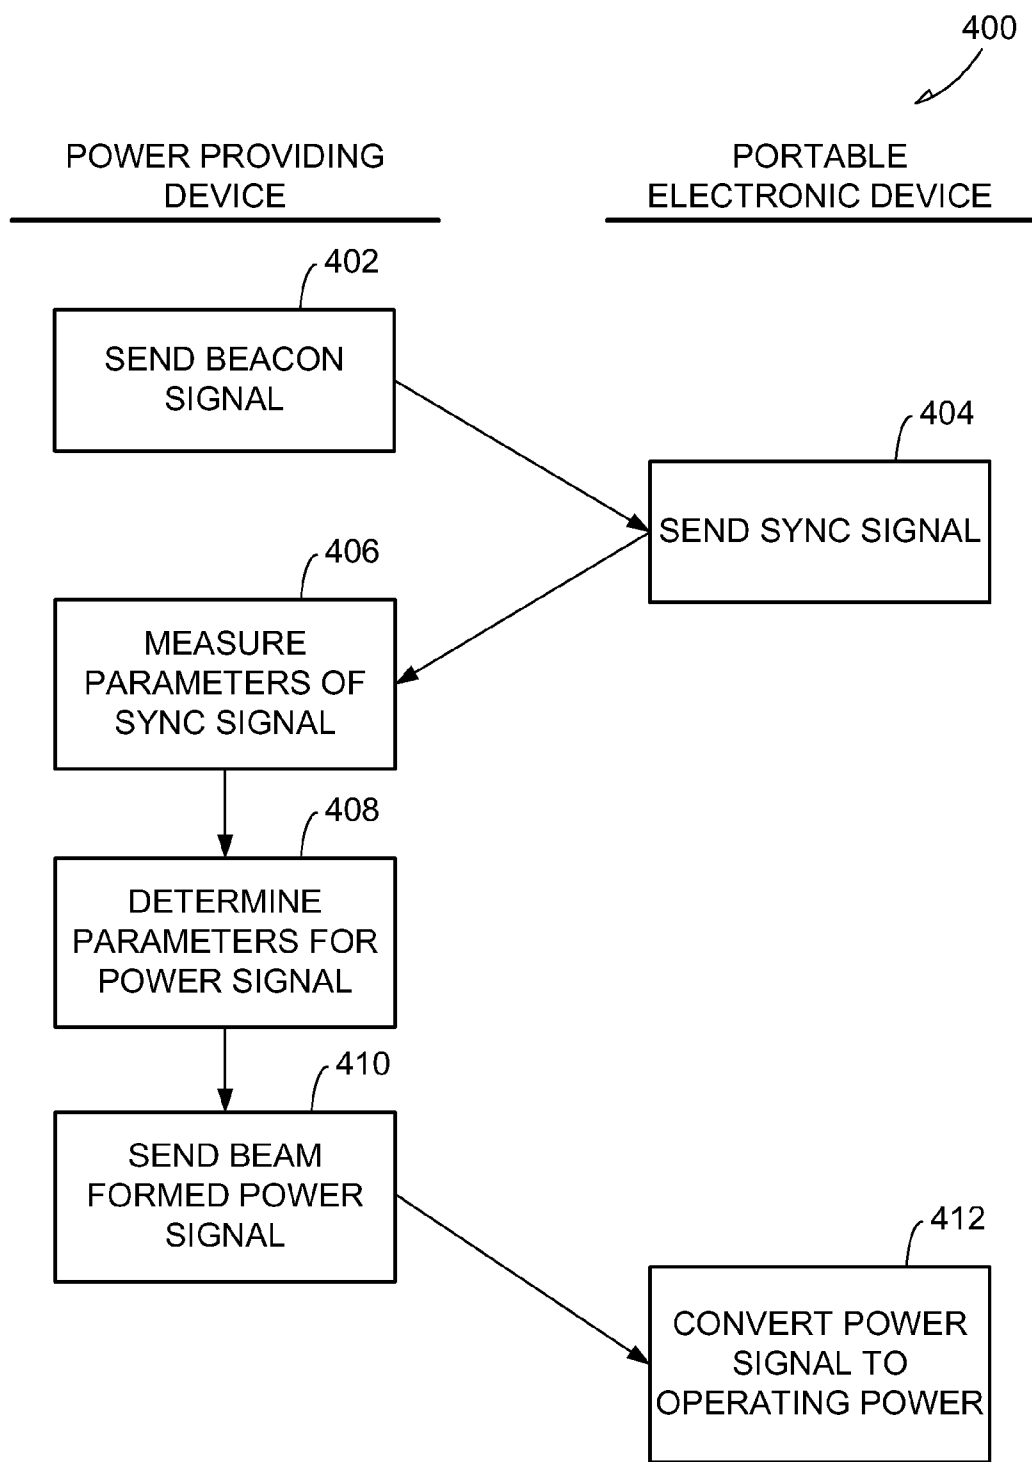 400
POWER PROVIDING
DEVICE
PORTABLE
ELECTRONIC DEVICE
402
SEND BEACON
SIGNAL
404
SEND SYNC SIGNAL
406
MEASURE
PARAMETERS OF
SYNC SIGNAL
408
DETERMINE
PARAMETERS FOR
POWER SIGNAL
410
SEND BEAM
FORMED POWER
SIGNAL
412
CONVERT POWER
SIGNAL TO
OPERATING POWER